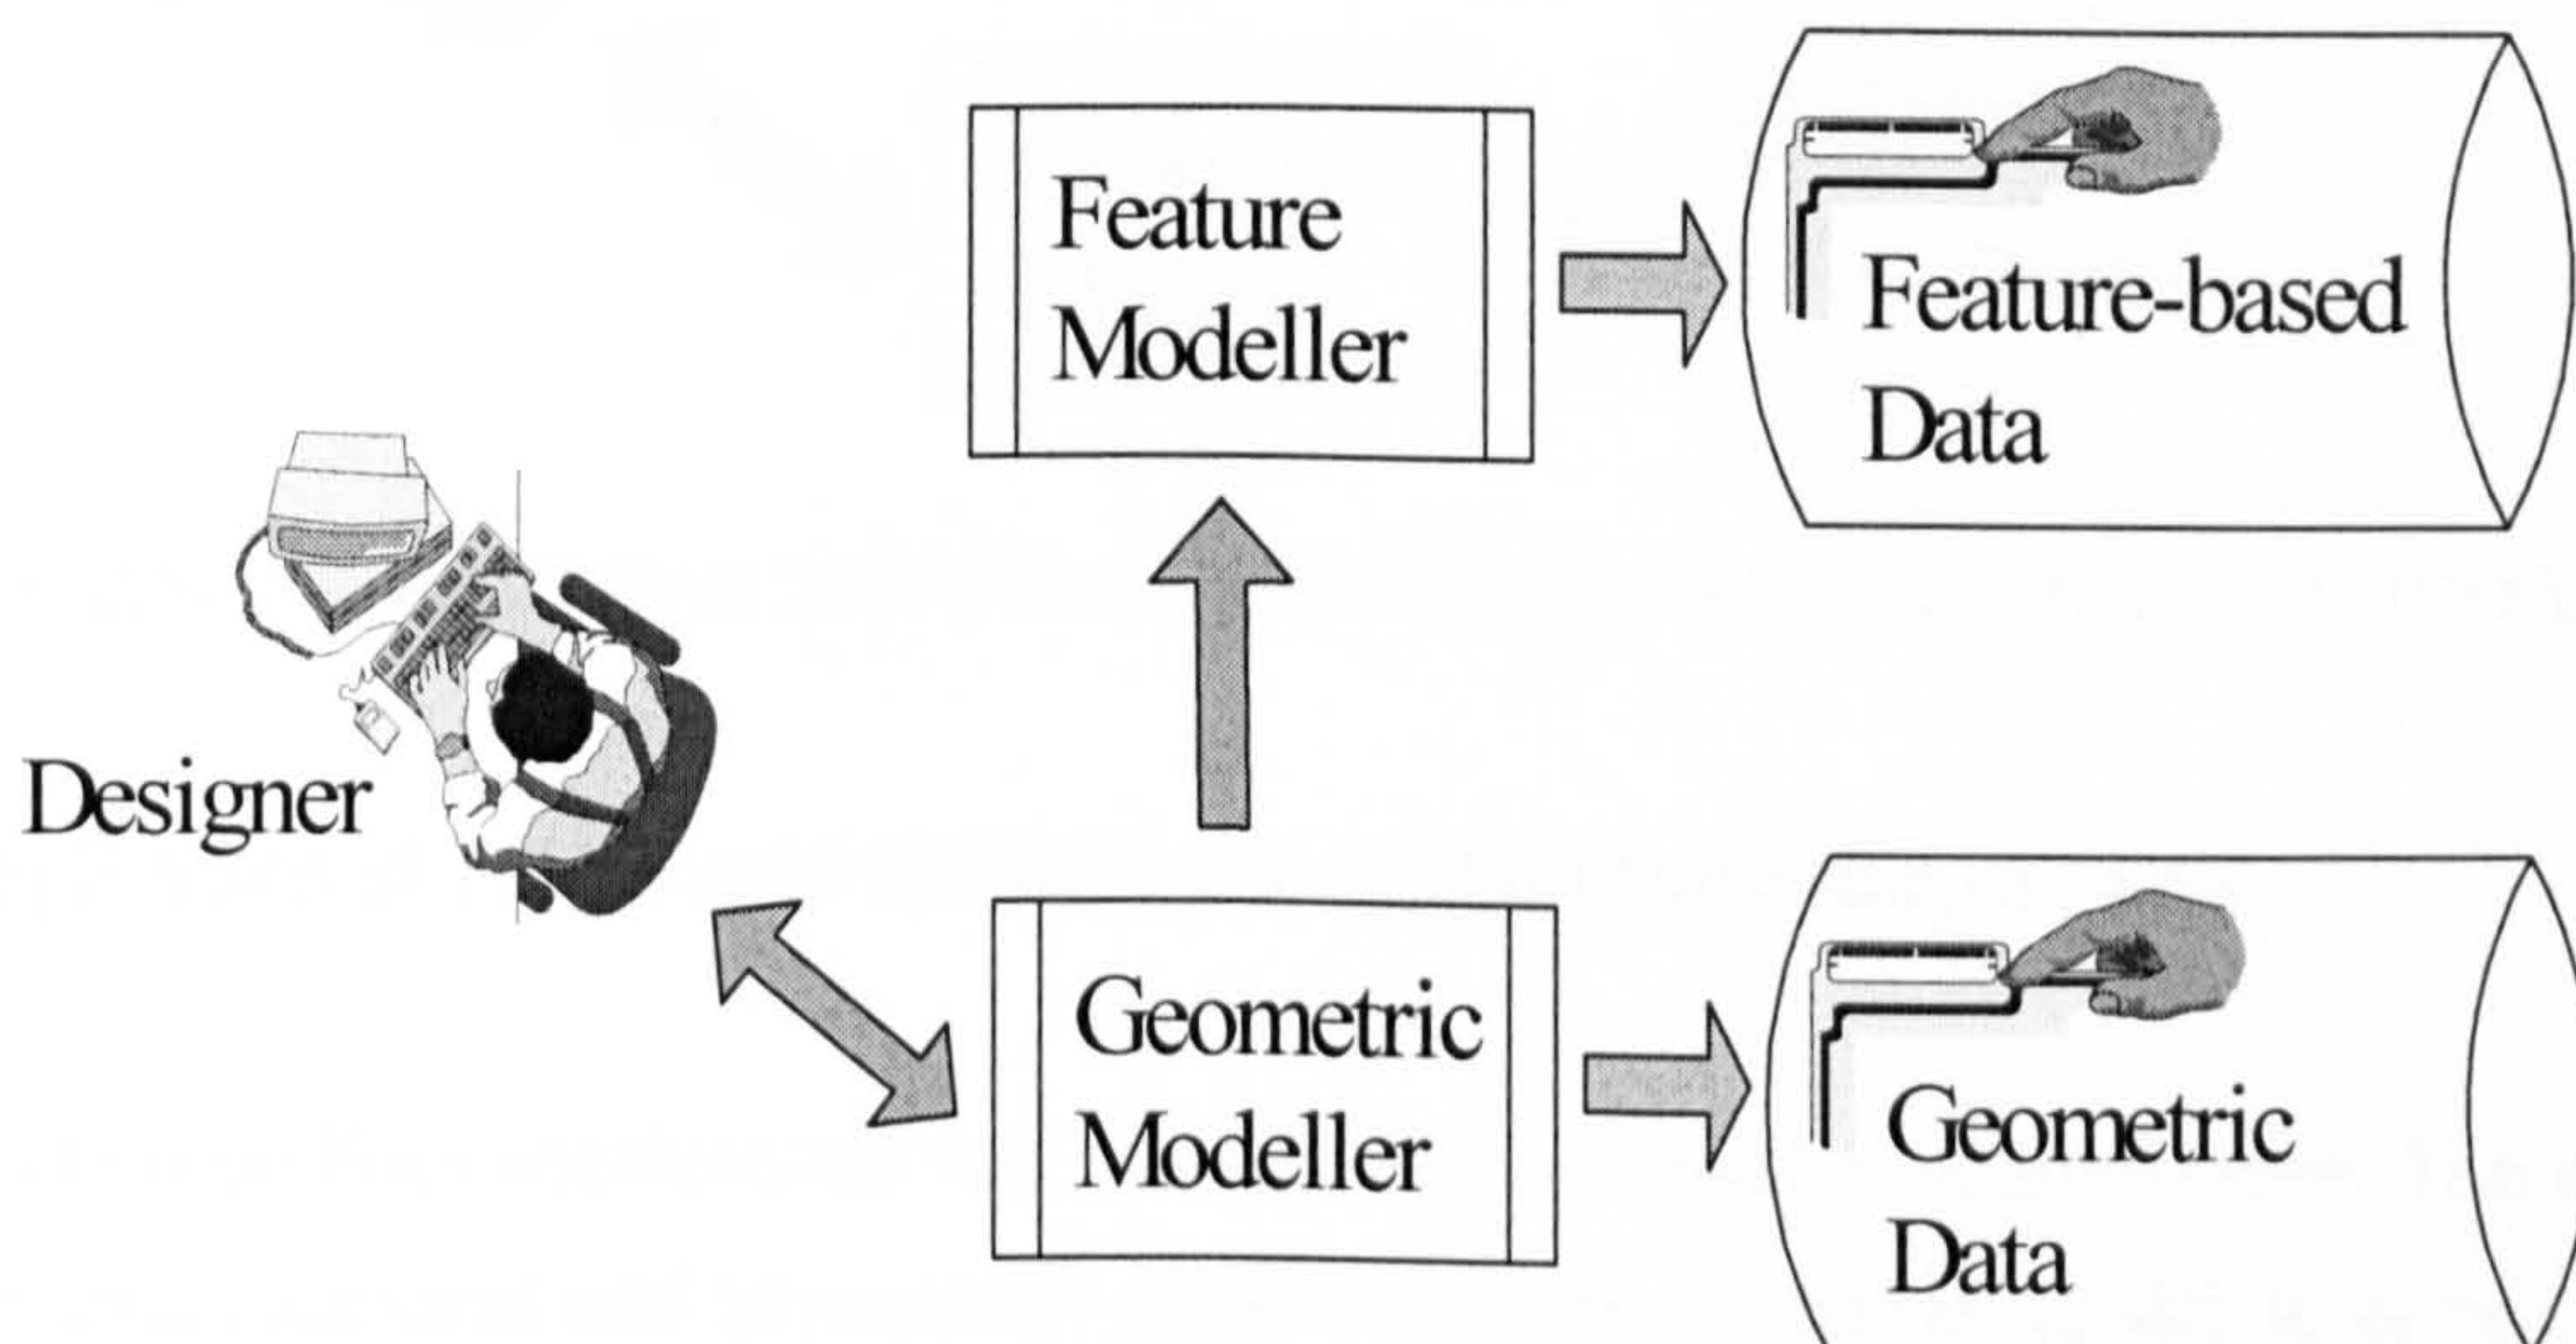 Feature
Modeller
Feature-based
Data
Designer
Geometric
Modeller
Geometric
Data